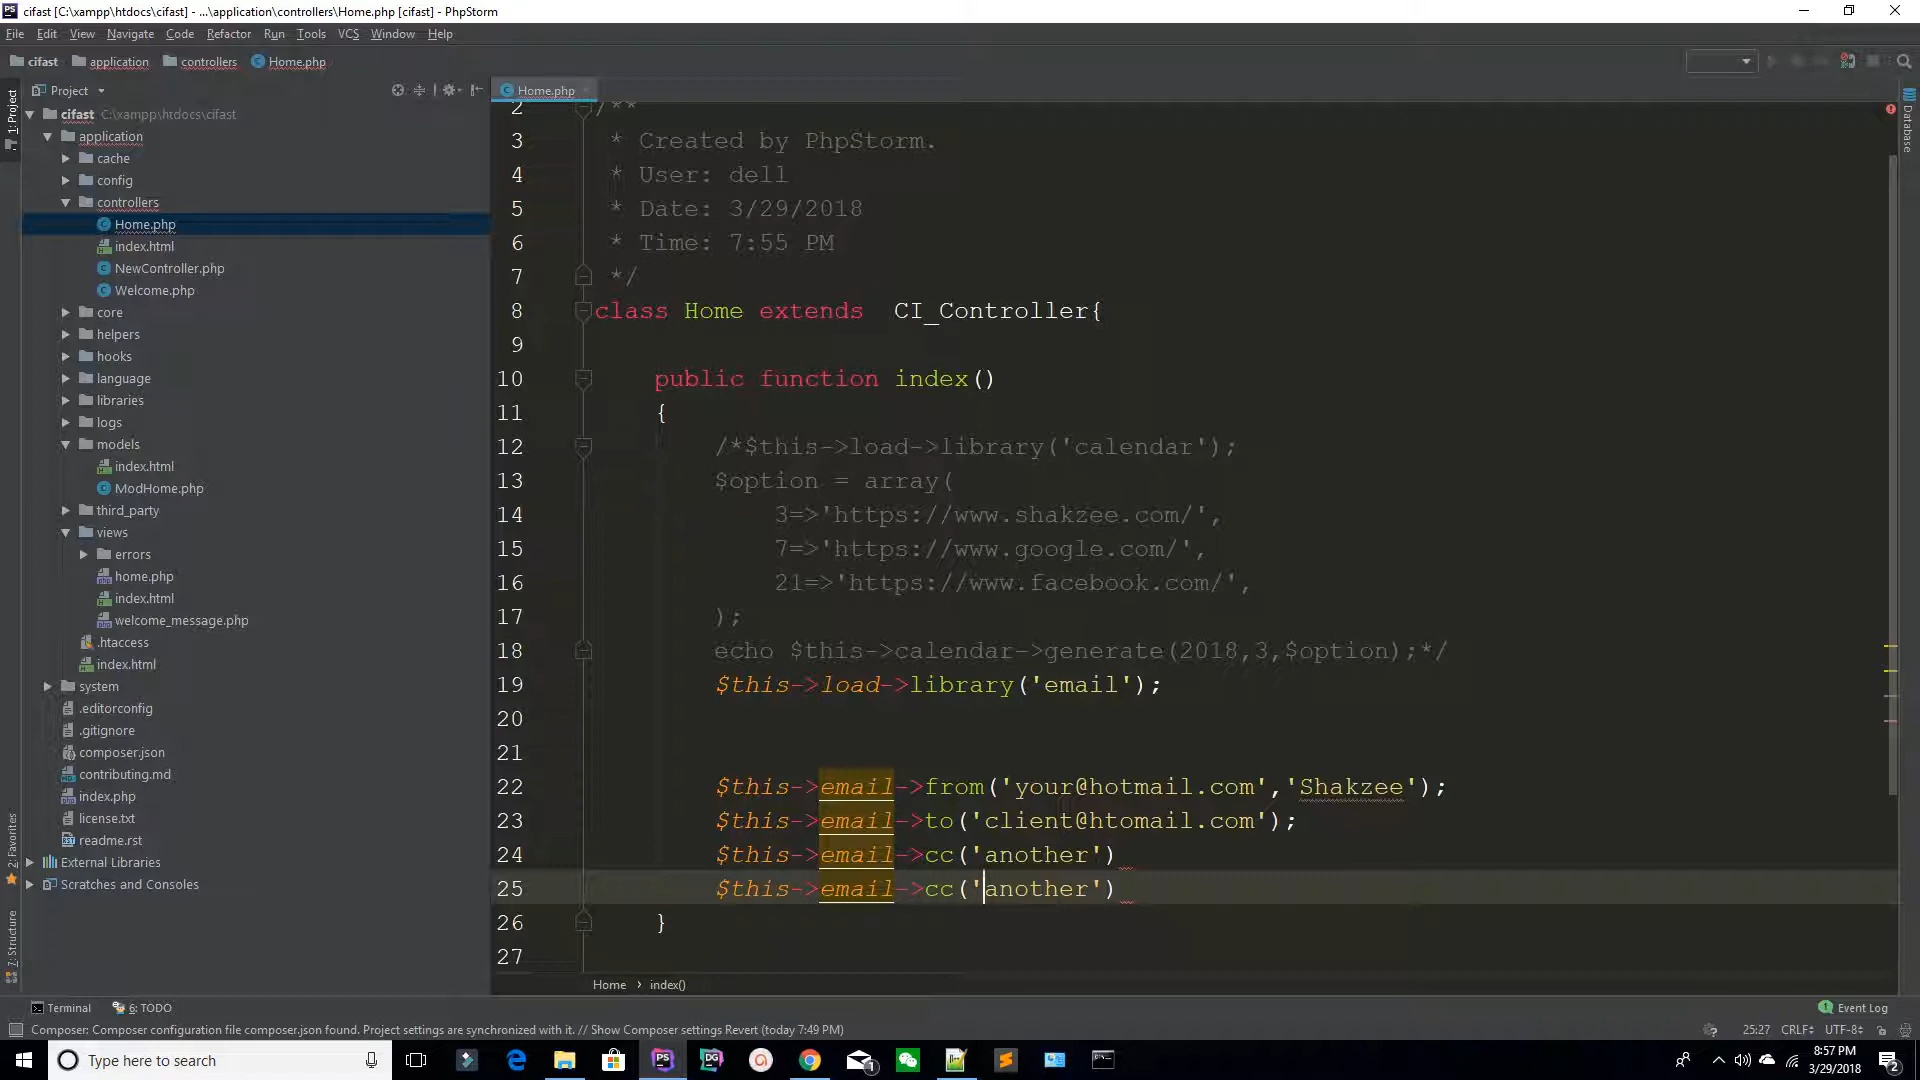 cifast [C:\xampp\htdocs\cifast] - ...\application\controllers\Home.php [cifast] - PhpStorm
File Edit View Navigate Code Refactor Run Tools VCS Window Help
cifast application controllers Home.php
1: Project
Project
Home.php
Database
cifast C:\xampp\htdocs\cifast
application
cache
config
controllers
Home.php
index.html
NewController.php
Welcome.php
core
helpers
hooks
language
libraries
logs
models
index.html
ModHome.php
third_party
views
errors
home.php
index.html
welcome_message.php
.htaccess
index.html
system
.editorconfig
.gitignore
composer.json
contributing.md
index.php
license.txt
readme.rst
External Libraries
Scratches and Consoles
2: Favorites
7: Structure
2 /**
3 * Created by PhpStorm.
4 * User: dell
5 * Date: 3/29/2018
6 * Time: 7:55 PM
7 */
8 class Home extends  CI_Controller{
9
10 public function index()
11 {
12 /*$this->load->library('calendar');
13 $option = array(
14 3=>'https://www.shakzee.com/',
15 7=>'https://www.google.com/',
16 21=>'https://www.facebook.com/',
17 );
18 echo $this->calendar->generate(2018,3,$option);*/
19 $this->load->library('email');
20
21
22 $this->email->from('your@hotmail.com','Shakzee');
23 $this->email->to('client@htomail.com');
24 $this->email->cc('another')
25 $this->email->cc('another')
26 }
27
Home › index()
Terminal 6: TODO 1 Event Log
Composer: Composer configuration file composer.json found. Project settings are synchronized with it. // Show Composer settings Revert (today 7:49 PM) 25:27 CRLF UTF-8
Type here to search PS DG 1 8:57 PM
3/29/2018 2